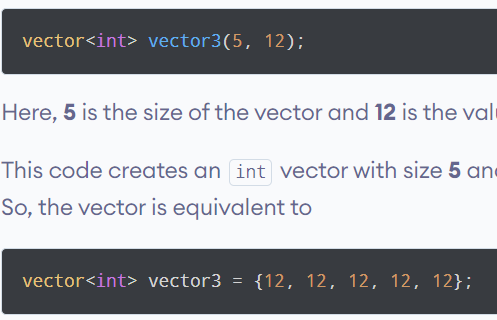 vector<int> vector3(5, 12);
Here, 5 is the size of the vector and 12 is the
This code creates an int vector with size 5
So, the vector is equivalent to
vector<int> vector3 = {12, 12, 12, 12, 12};